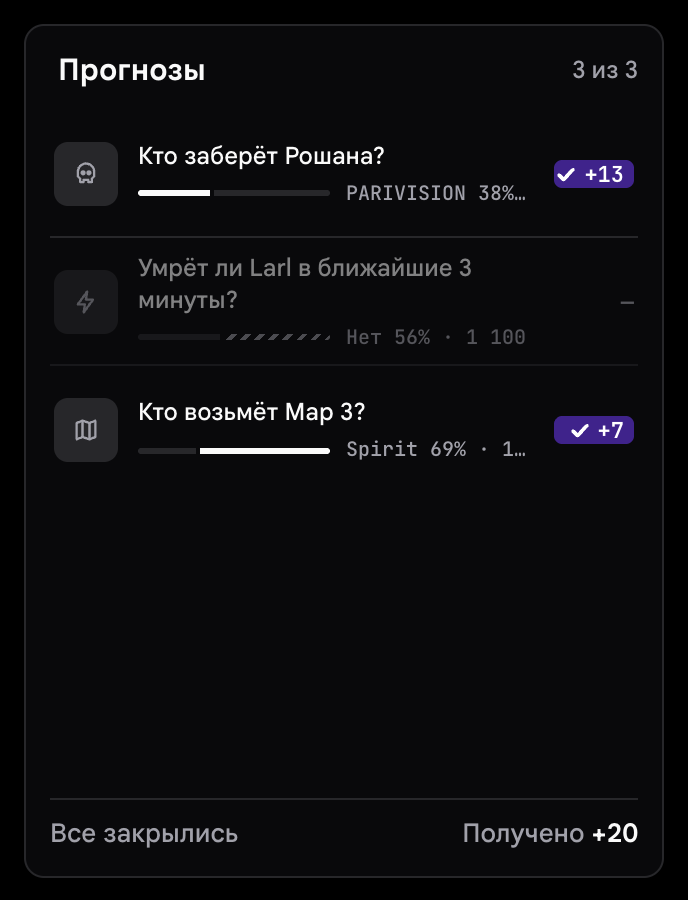 Прогнозы 3 из 3
Кто заберёт Рошана?
PARIVISION 38%…
+13
Умрёт ли Larl в ближайшие 3
минуты?
Нет 56% · 1 100
–
Кто возьмёт Map 3?
Spirit 69% · 1…
+7
Все закрылись Получено +20